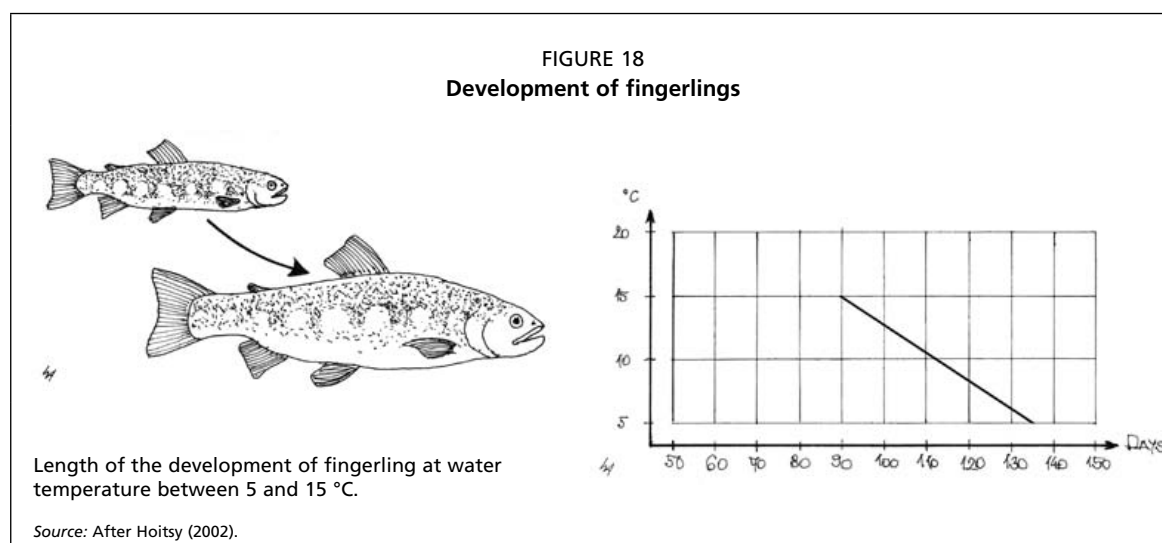 FIGURE 18
Development of fingerlings
°C
20
15
10
5
50 60 70 80 90 100 110 120 130 140 150
DAYS
Length of the development of fingerling at water
temperature between 5 and 15 °C.
Source: After Hoitsy (2002).